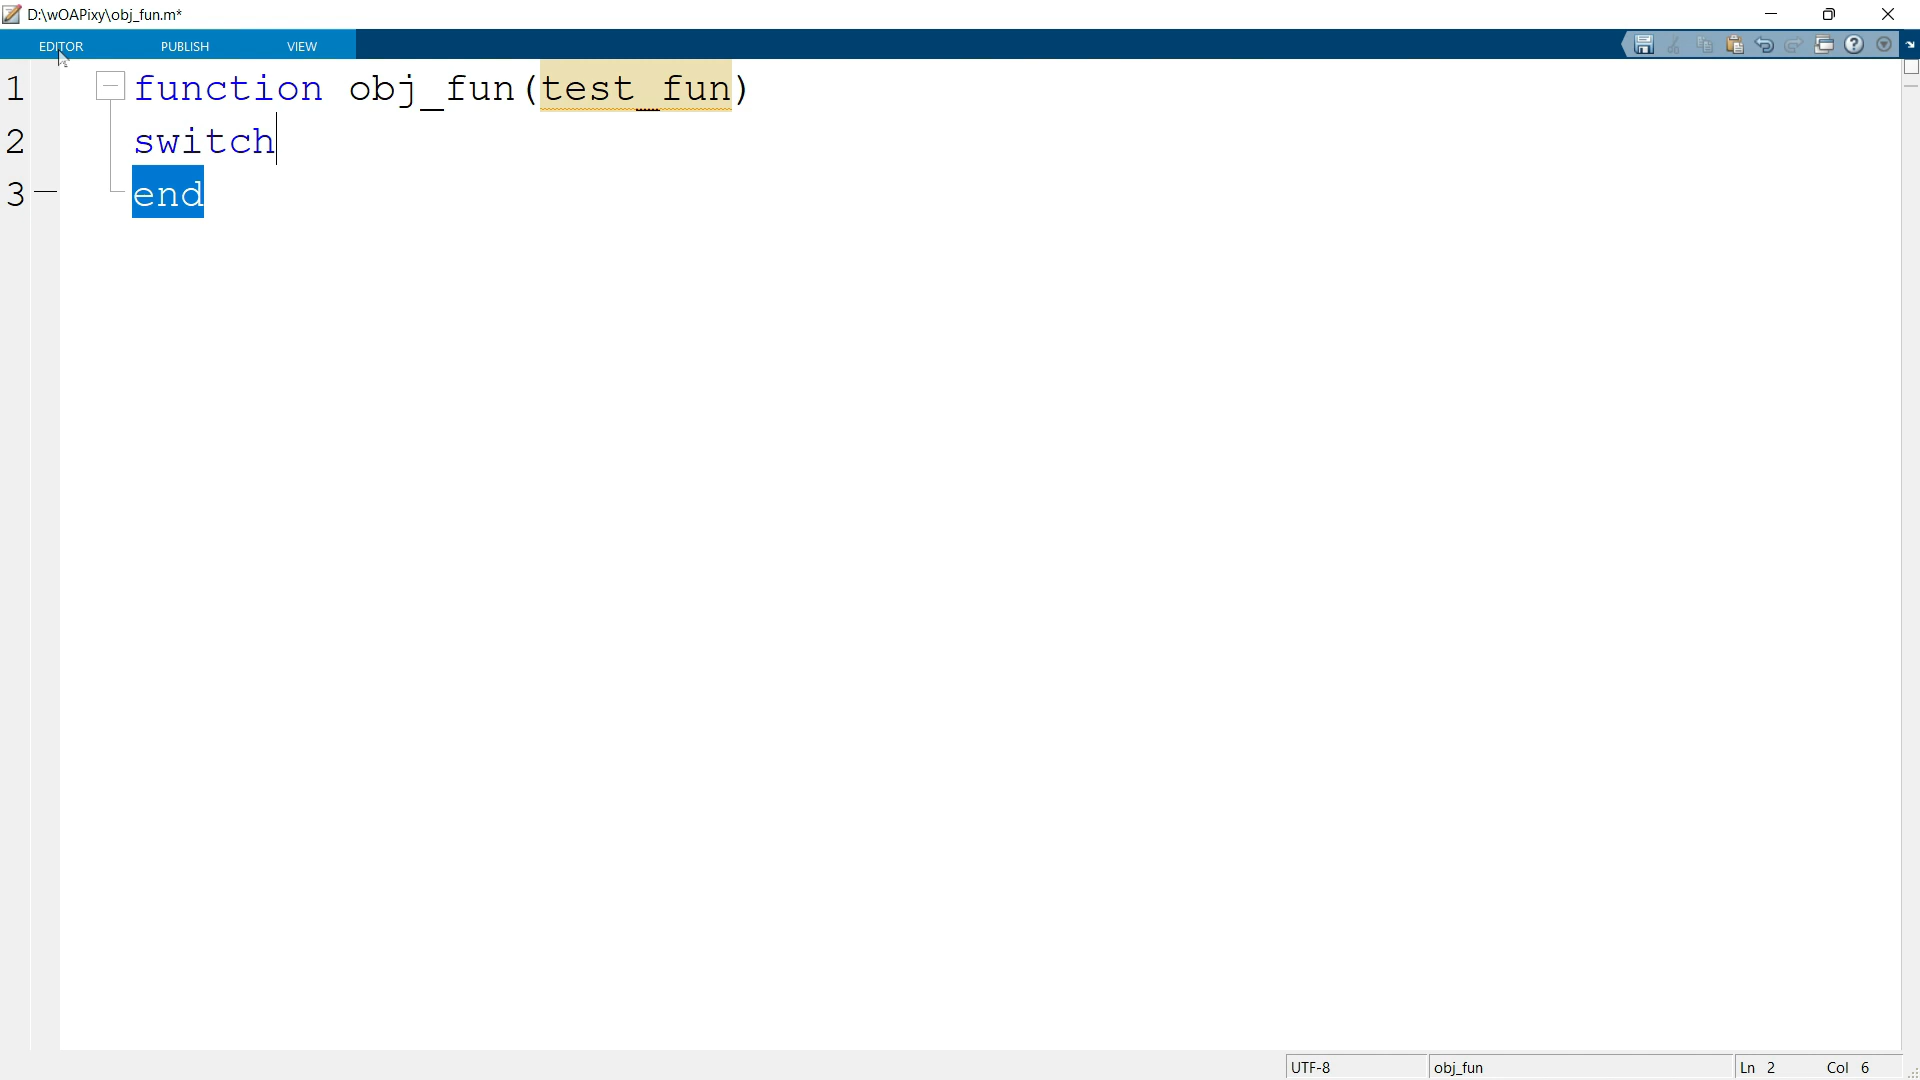 D:\wOAPixy\obj_fun.m*
EDITOR PUBLISH VIEW
1 function obj_fun(test_fun)
2 switch
3 end
UTF-8 obj_fun Ln 2 Col 6